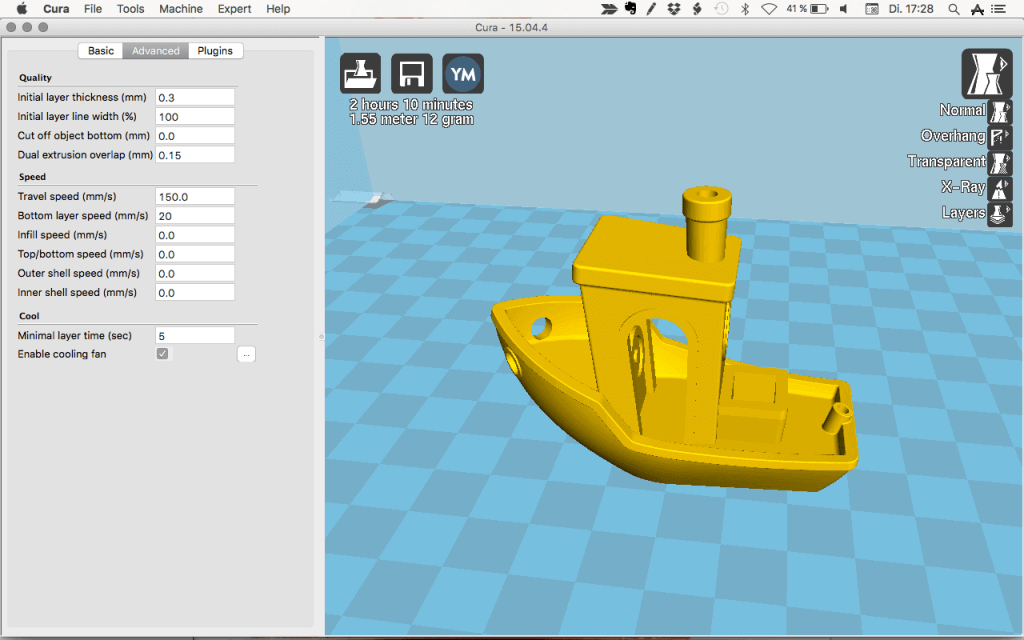 Cura File Tools Machine Expert Help 41 % Di. 17:28
Cura - 15.04.4
Basic Advanced Plugins
Quality
Initial layer thickness (mm) 0.3
Initial layer line width (%) 100
Cut off object bottom (mm) 0.0
Dual extrusion overlap (mm) 0.15
Speed
Travel speed (mm/s) 150.0
Bottom layer speed (mm/s) 20
Infill speed (mm/s) 0.0
Top/bottom speed (mm/s) 0.0
Outer shell speed (mm/s) 0.0
Inner shell speed (mm/s) 0.0
Cool
Minimal layer time (sec) 5
Enable cooling fan ..
YM
2 hours 10 minutes
1.55 meter 12 gram
Normal
Overhang
Transparent
X-Ray
Layers